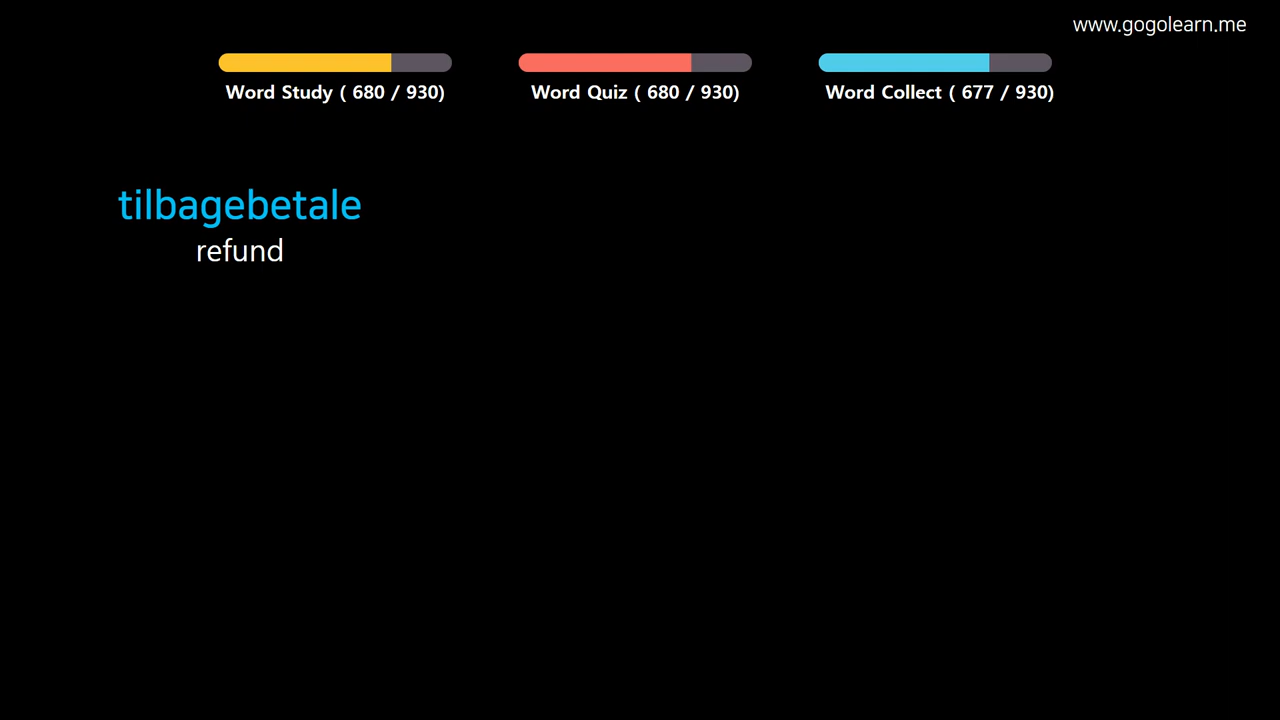 www.gogolearn.me
Word Study ( 680 / 930)
Word Quiz ( 680 / 930)
Word Collect ( 677 / 930)
tilbagebetale
refund